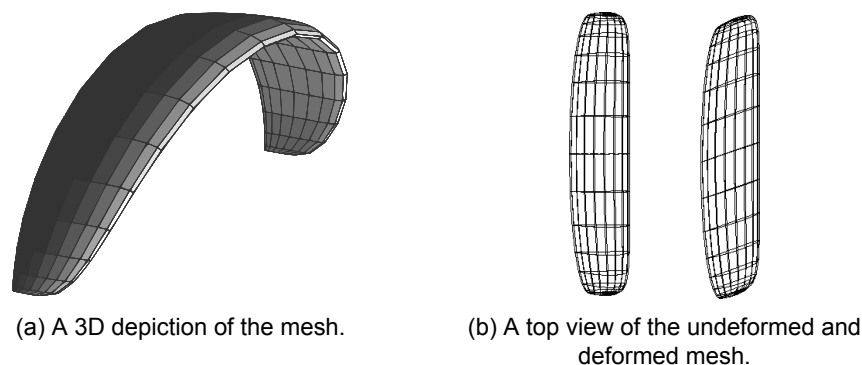 (a) A 3D depiction of the mesh.
(b) A top view of the undeformed and
deformed mesh.